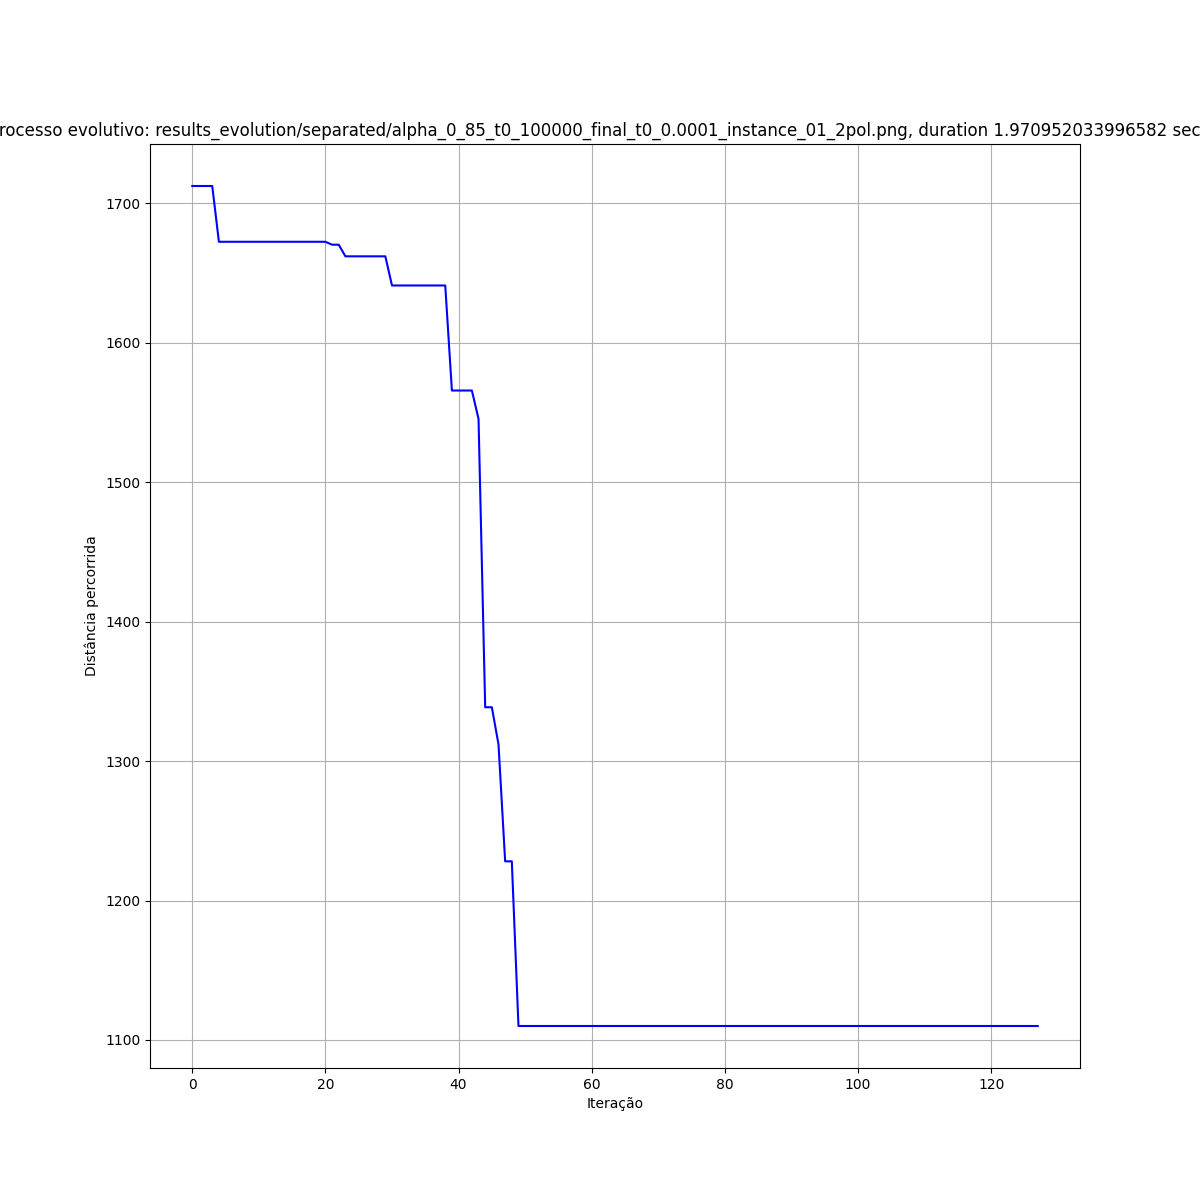 rocesso evolutivo: results_evolution/separated/alpha_0_85_t0_100000_final_t0_0.0001_instance_01_2pol.png, duration 1.970952033996582 sec
1700
1600
1500
1400
1300
1200
1100
Distância percorrida
0 20 40 60 80 100 120
Iteração